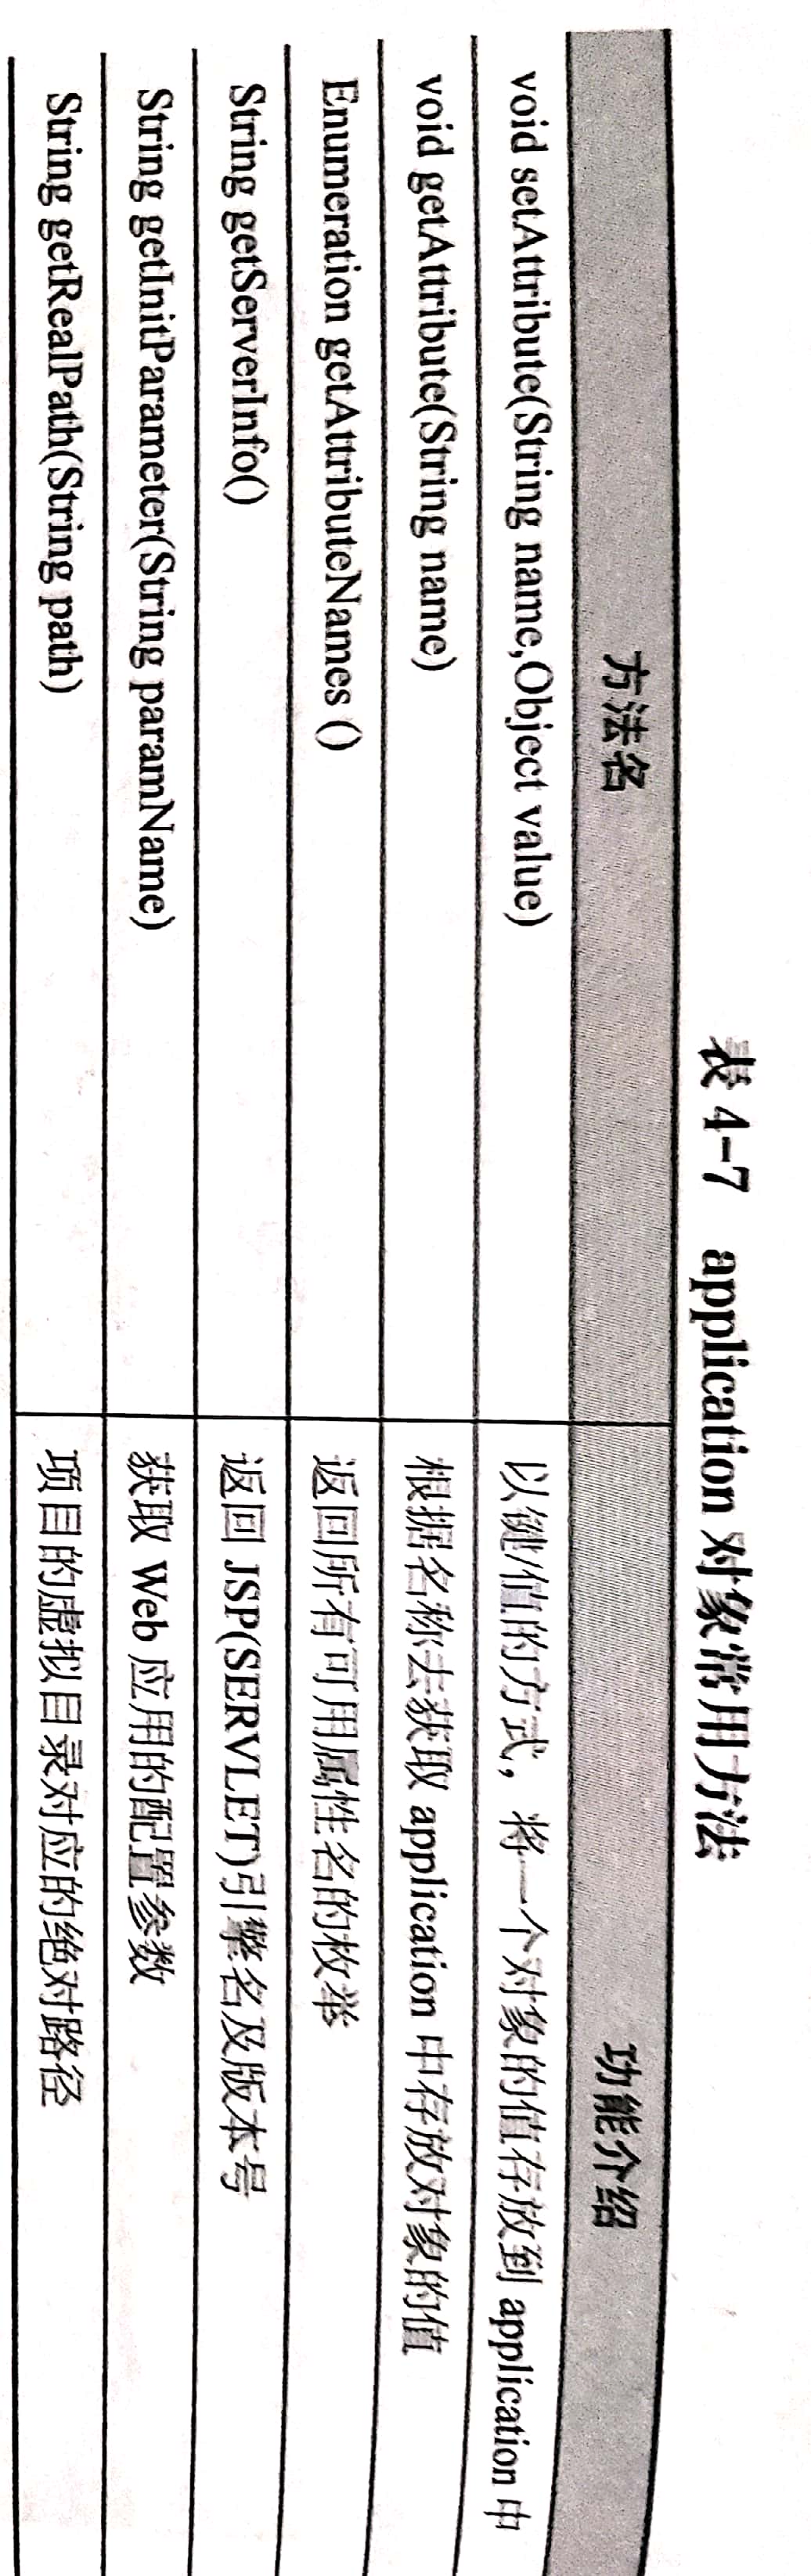 表 4-7 application 对象常用方法
方法名 功能介绍
void setAttribute(String name,Object value) 以键/值的方式，将一个对象的值存放到 application 中
void getAttribute(String name) 根据名称去获取 application 中存放对象的值
Enumeration getAttributeNames () 返回所有可用属性名的枚举
String getServerInfo() 返回 JSP(SERVLET)引擎名及版本号
String getInitParameter(String paramName) 获取 Web 应用的配置参数
String getRealPath(String path) 项目的虚拟目录对应的绝对路径